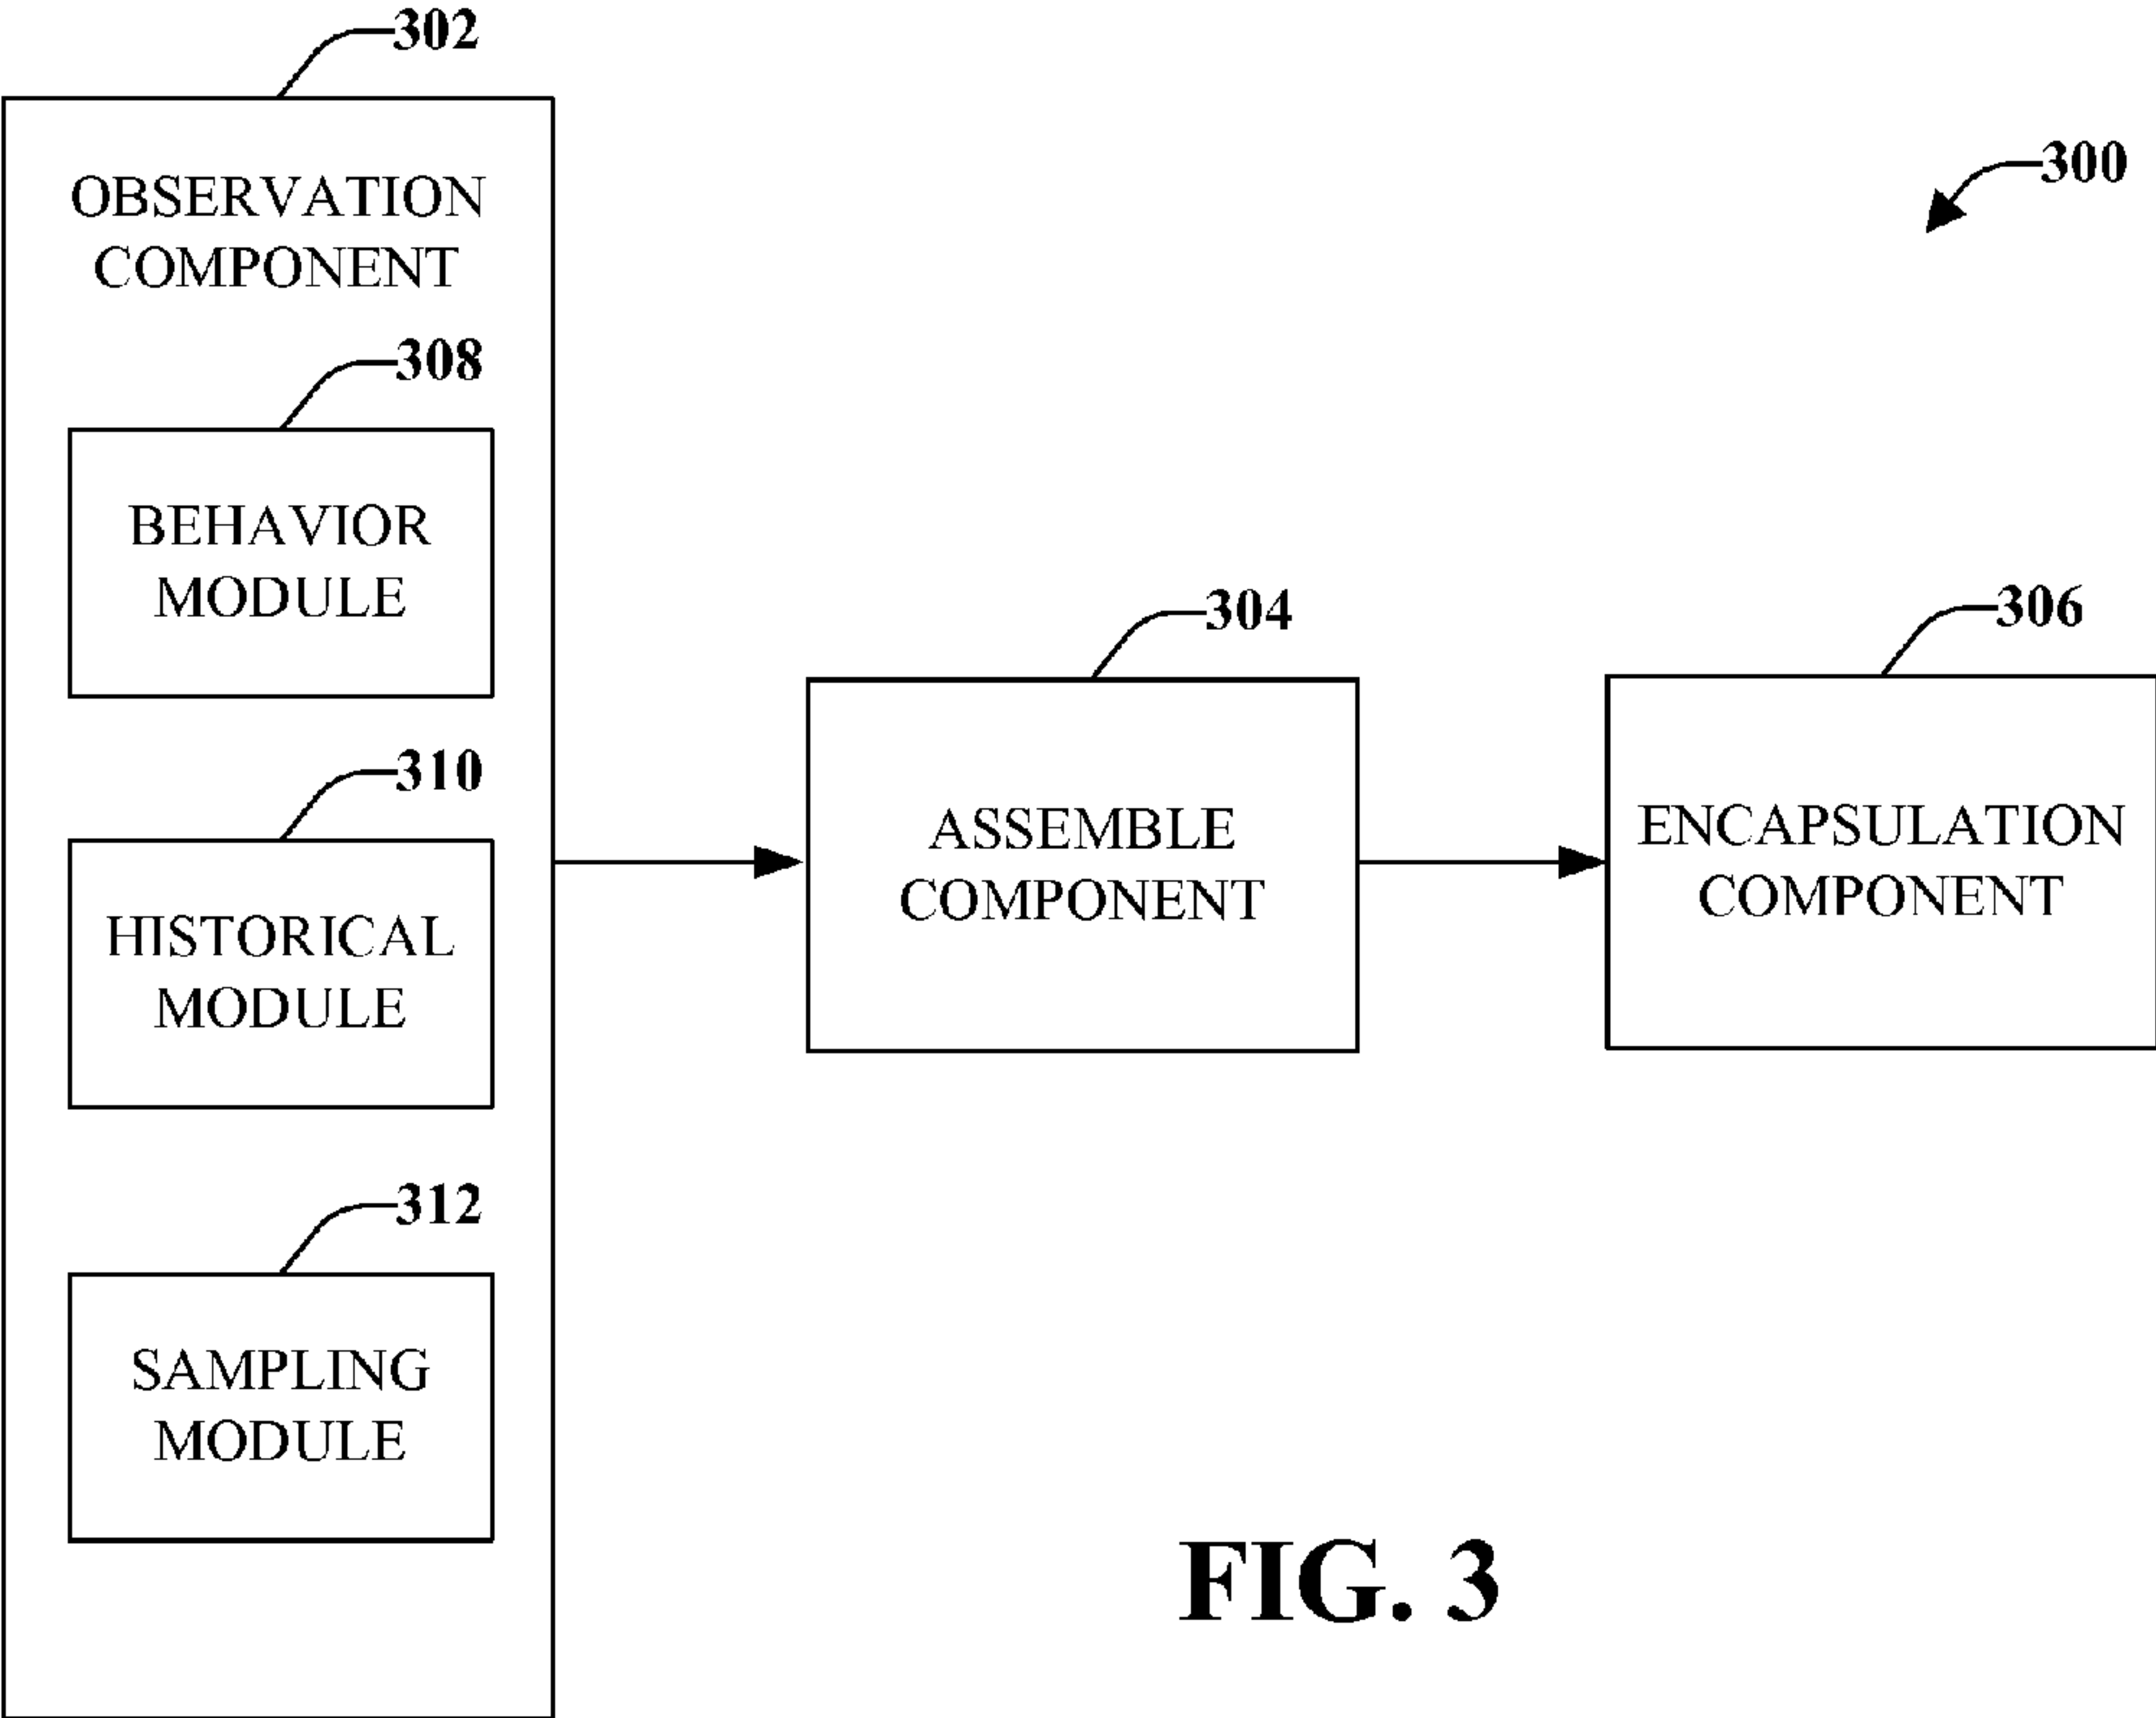 302
300
OBSERVATION
COMPONENT
308
BEHAVIOR
MODULE
304
306
310
ASSEMBLE
COMPONENT
ENCAPSULATION
COMPONENT
HISTORICAL
MODULE
312
SAMPLING
MODULE
FIG. 3